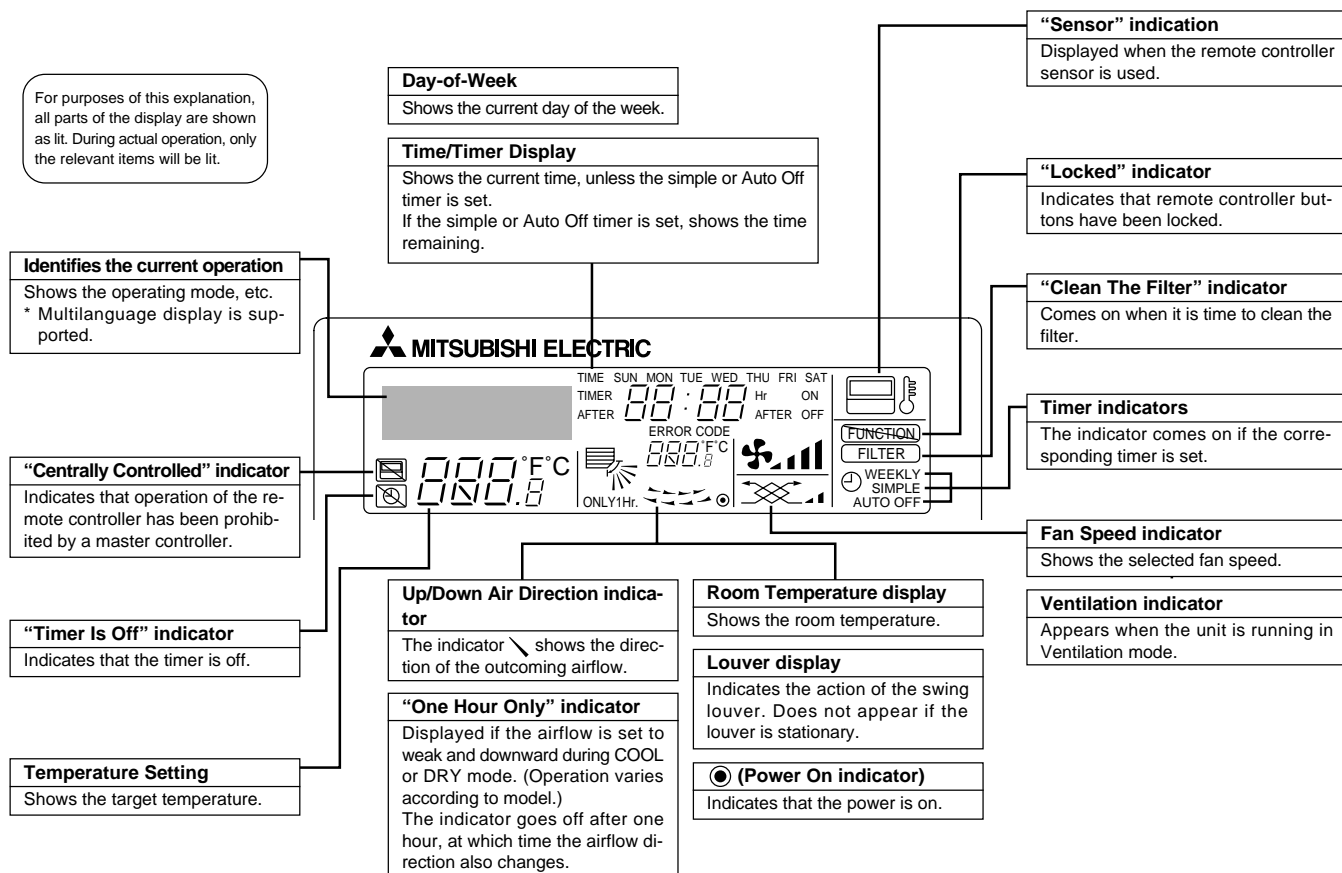 For purposes of this explanation,
all parts of the display are shown
as lit. During actual operation, only
the relevant items will be lit.
Day-of-Week
Shows the current day of the week.
Time/Timer Display
Shows the current time, unless the simple or Auto Off
timer is set.
If the simple or Auto Off timer is set, shows the time
remaining.
“Sensor” indication
Displayed when the remote controller
sensor is used.
“Locked” indicator
Indicates that remote controller but-
tons have been locked.
“Clean The Filter” indicator
Comes on when it is time to clean the
filter.
Timer indicators
The indicator comes on if the corre-
sponding timer is set.
Fan Speed indicator
Shows the selected fan speed.
Ventilation indicator
Appears when the unit is running in
Ventilation mode.
Identifies the current operation
Shows the operating mode, etc.
* Multilanguage display is sup-
ported.
“Centrally Controlled” indicator
Indicates that operation of the re-
mote controller has been prohib-
ited by a master controller.
“Timer Is Off” indicator
Indicates that the timer is off.
Temperature Setting
Shows the target temperature.
MITSUBISHI ELECTRIC
TIME SUN MON TUE WED THU FRI SAT
TIMER 88:88 Hr ON
AFTER AFTER OFF
ERROR CODE
888.8 °F°C
888.8 °F°C
ONLY1Hr.
FUNCTION
FILTER
WEEKLY
SIMPLE
AUTO OFF
Up/Down Air Direction indica-
tor
The indicator shows the direc-
tion of the outcoming airflow.
“One Hour Only” indicator
Displayed if the airflow is set to
weak and downward during COOL
or DRY mode. (Operation varies
according to model.)
The indicator goes off after one
hour, at which time the airflow di-
rection also changes.
Room Temperature display
Shows the room temperature.
Louver display
Indicates the action of the swing
louver. Does not appear if the
louver is stationary.
(Power On indicator)
Indicates that the power is on.